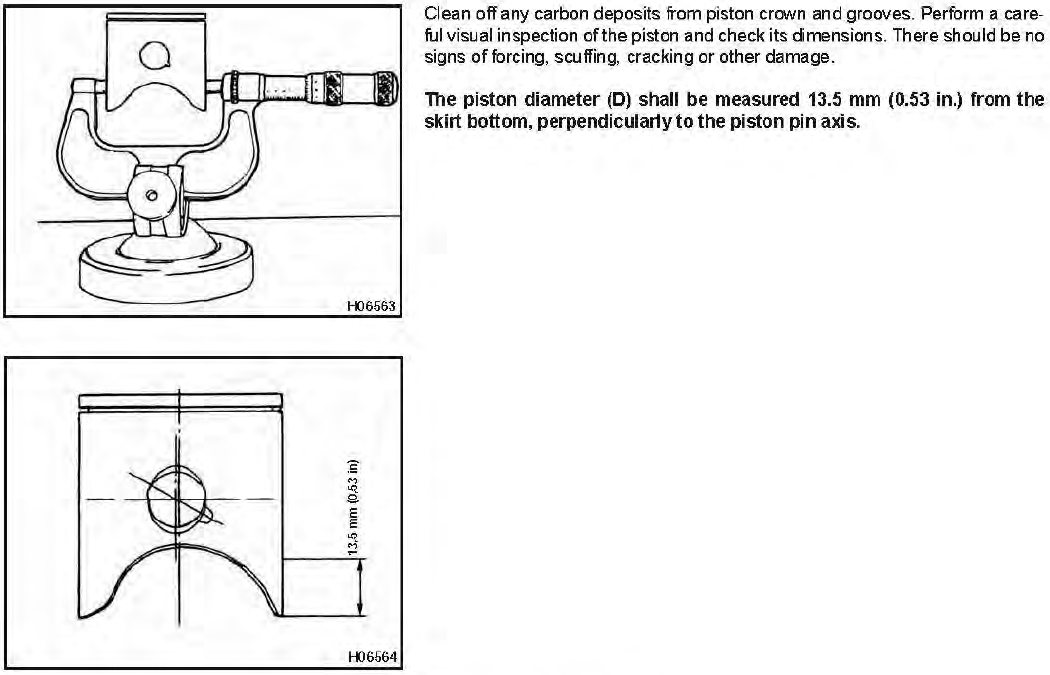 Clean off any carbon deposits from piston crown and grooves. Perform a care-
ful visual inspection of the piston and check its dimensions. There should be no
signs of forcing, scuffing, cracking or other damage.
The piston diameter (D) shall be measured 13.5 mm (0.53 in.) from the
skirt bottom, perpendicularly to the piston pin axis.
H06563
13.5 mm (0.53 in)
H06564